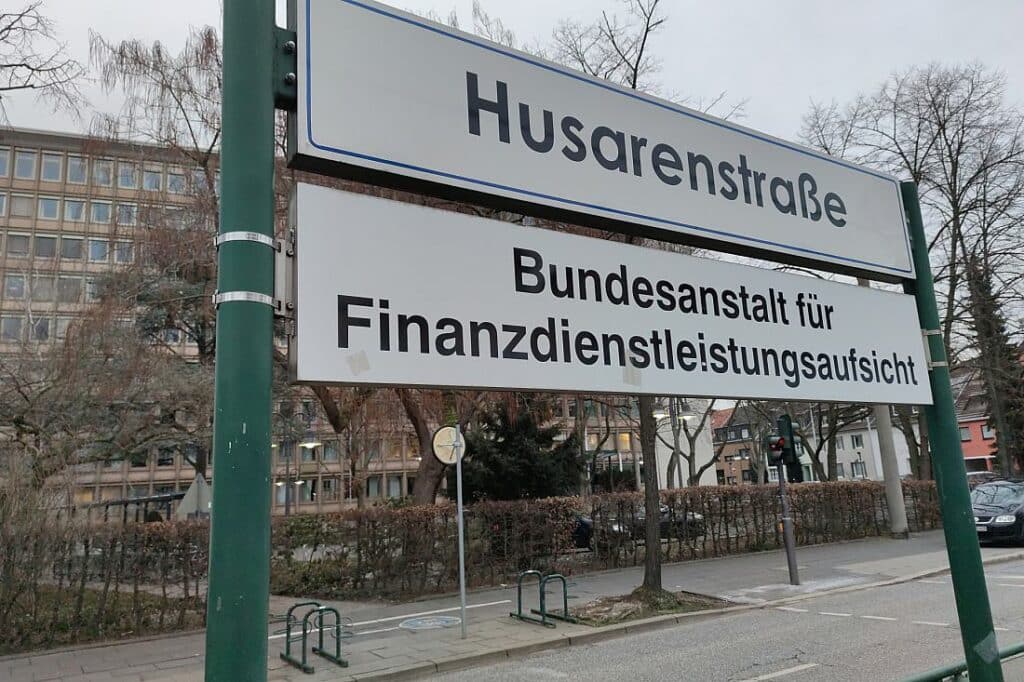 Husarenstraße
Bundesanstalt für
Finanzdienstleistungsaufsicht